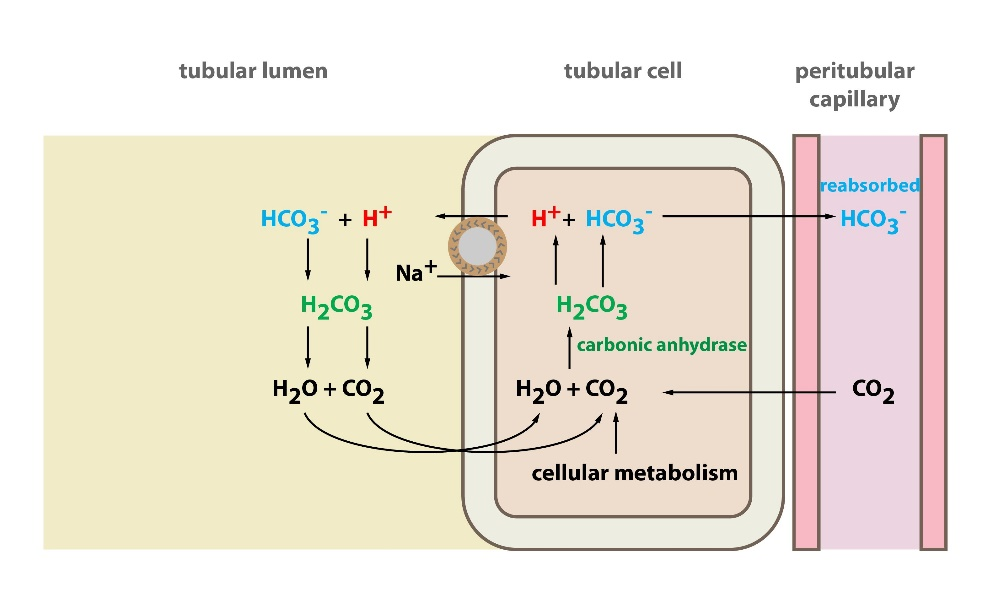 tubular lumen
tubular cell
peritubular
capillary
reabsorbed
HCO₃⁻ + H⁺
H⁺ + HCO₃⁻
HCO₃⁻
Na⁺
H₂CO₃
H₂CO₃
carbonic anhydrase
H₂O + CO₂
H₂O + CO₂
CO₂
cellular metabolism